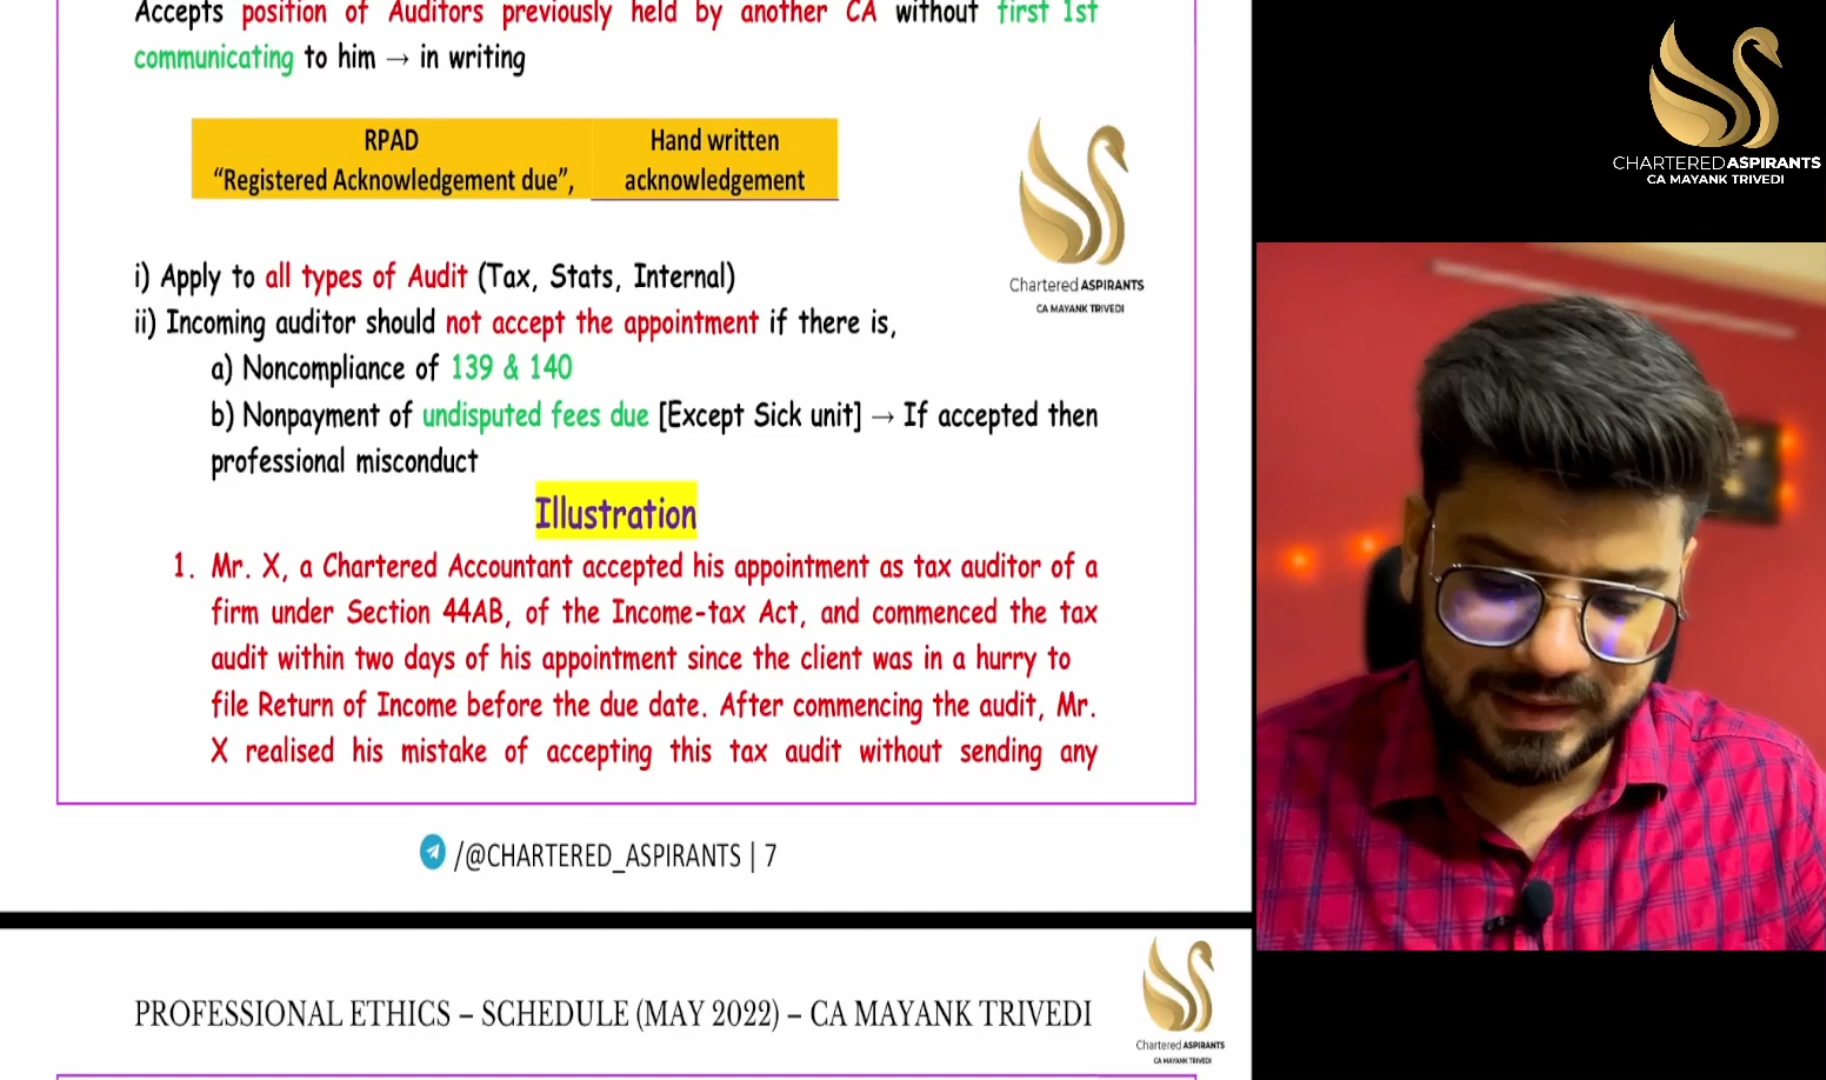 Accepts position of Auditors previously held by another CA without first 1st
communicating to him → in writing
RPAD
"Registered Acknowledgement due",
Hand written
acknowledgement
Chartered ASPIRANTS
CA MAYANK TRIVEDI
i) Apply to all types of Audit (Tax, Stats, Internal)
ii) Incoming auditor should not accept the appointment if there is,
a) Noncompliance of 139 & 140
b) Nonpayment of undisputed fees due [Except Sick unit] → If accepted then
professional misconduct
Illustration
1. Mr. X, a Chartered Accountant accepted his appointment as tax auditor of a
firm under Section 44AB, of the Income-tax Act, and commenced the tax
audit within two days of his appointment since the client was in a hurry to
file Return of Income before the due date. After commencing the audit, Mr.
X realised his mistake of accepting this tax audit without sending any
/@CHARTERED_ASPIRANTS | 7
PROFESSIONAL ETHICS – SCHEDULE (MAY 2022) – CA MAYANK TRIVEDI
Chartered ASPIRANTS
CA MAYANK TRIVEDI
CHARTERED ASPIRANTS
CA MAYANK TRIVEDI